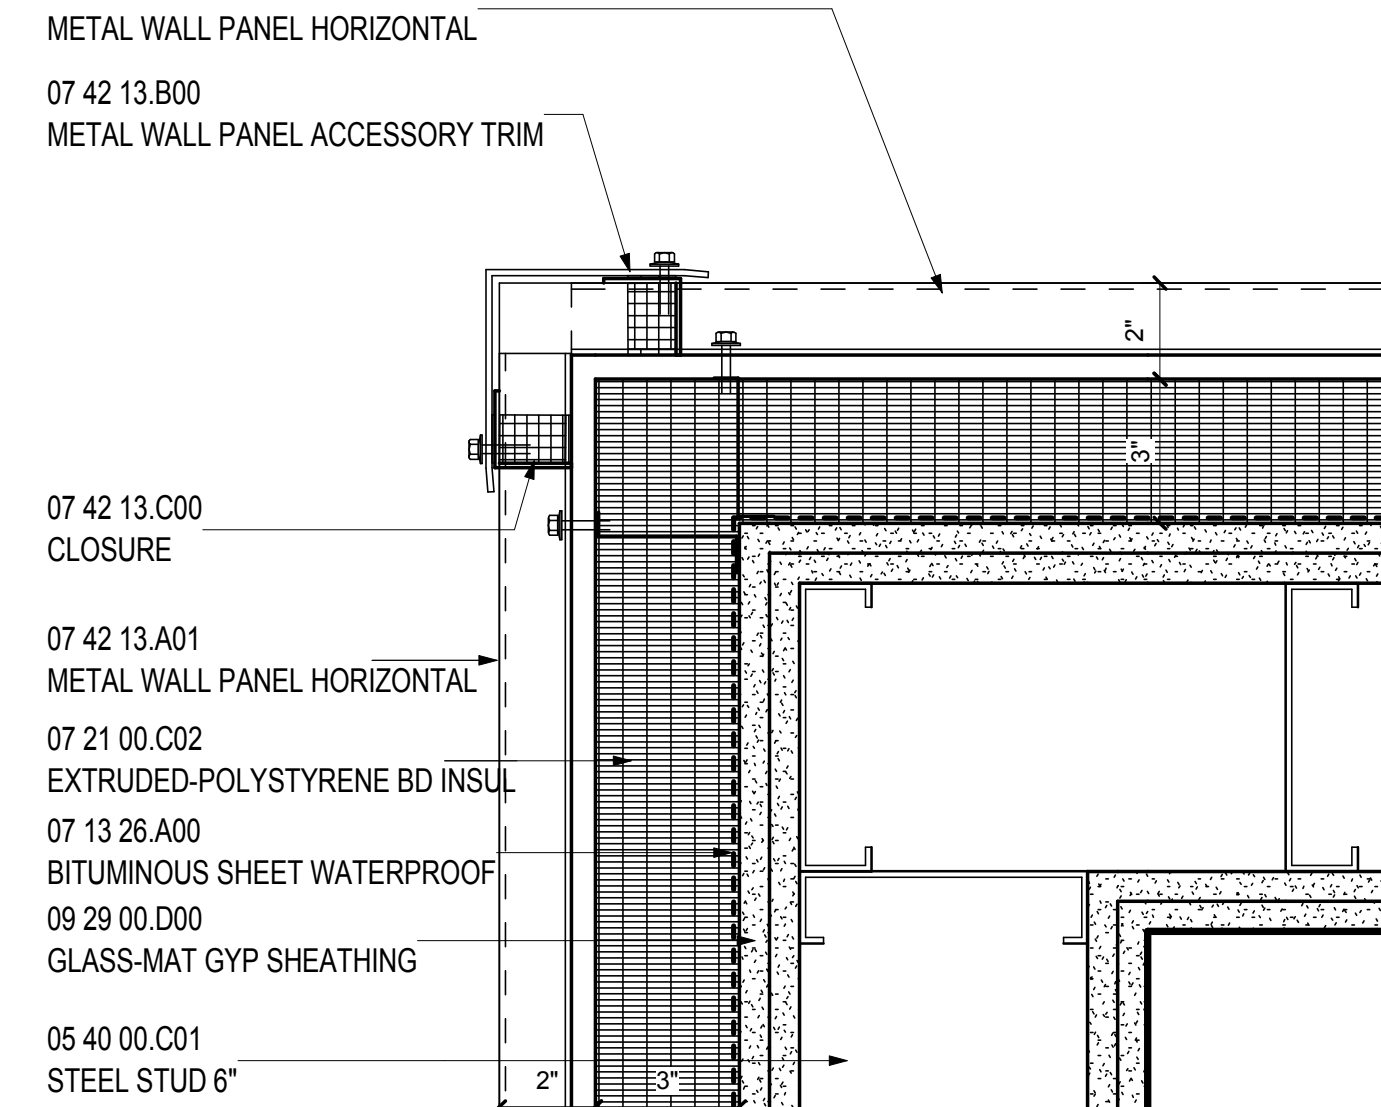 METAL WALL PANEL HORIZONTAL
07 42 13.B00
METAL WALL PANEL ACCESSORY TRIM
2"
3"
07 42 13.C00
CLOSURE
07 42 13.A01
METAL WALL PANEL HORIZONTAL
07 21 00.C02
EXTRUDED-POLYSTYRENE BD INSUL
07 13 26.A00
BITUMINOUS SHEET WATERPROOF
09 29 00.D00
GLASS-MAT GYP SHEATHING
05 40 00.C01
STEEL STUD 6"
2"
3"